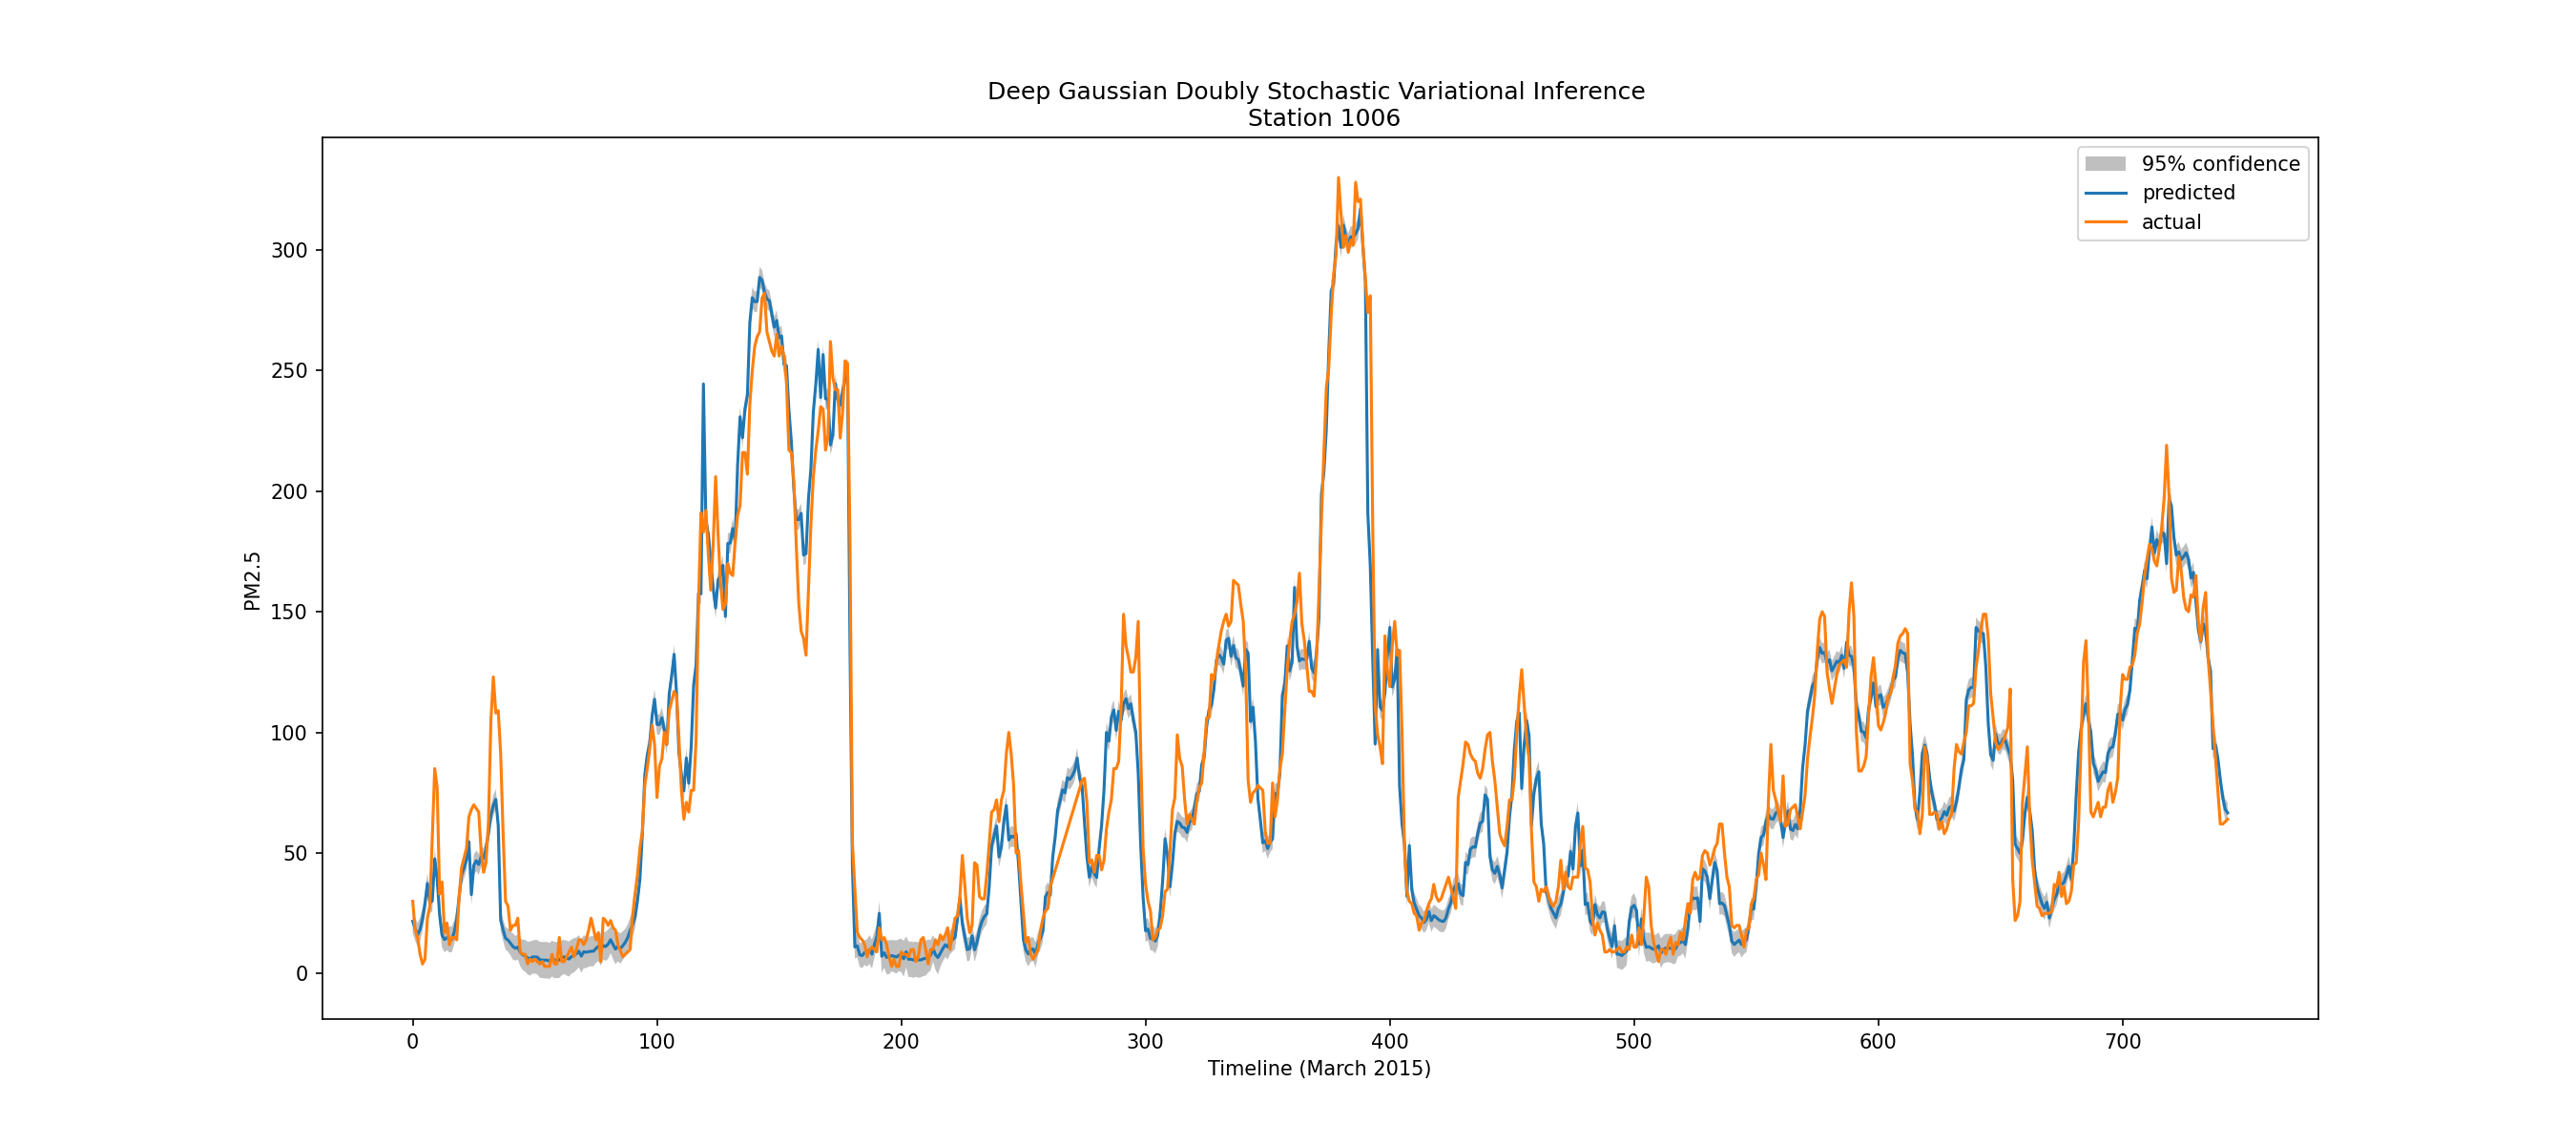 Deep Gaussian Doubly Stochastic Variational Inference
Station 1006
95% confidence
predicted
actual
PM2.5
300
250
200
150
100
50
0
0 100 200 300 400 500 600 700
Timeline (March 2015)